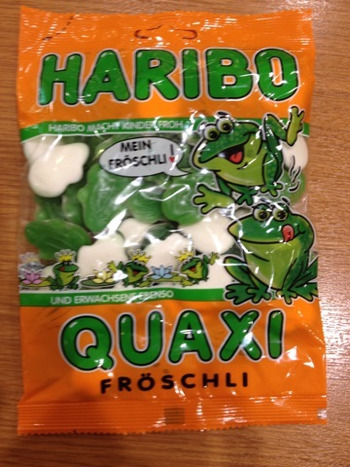 HARIBO
HARIBO MACHT KINDER FROH
MEIN
FRÖSCHLI!
UND ERWACHSENE EBENSO
QUAXI
FRÖSCHLI